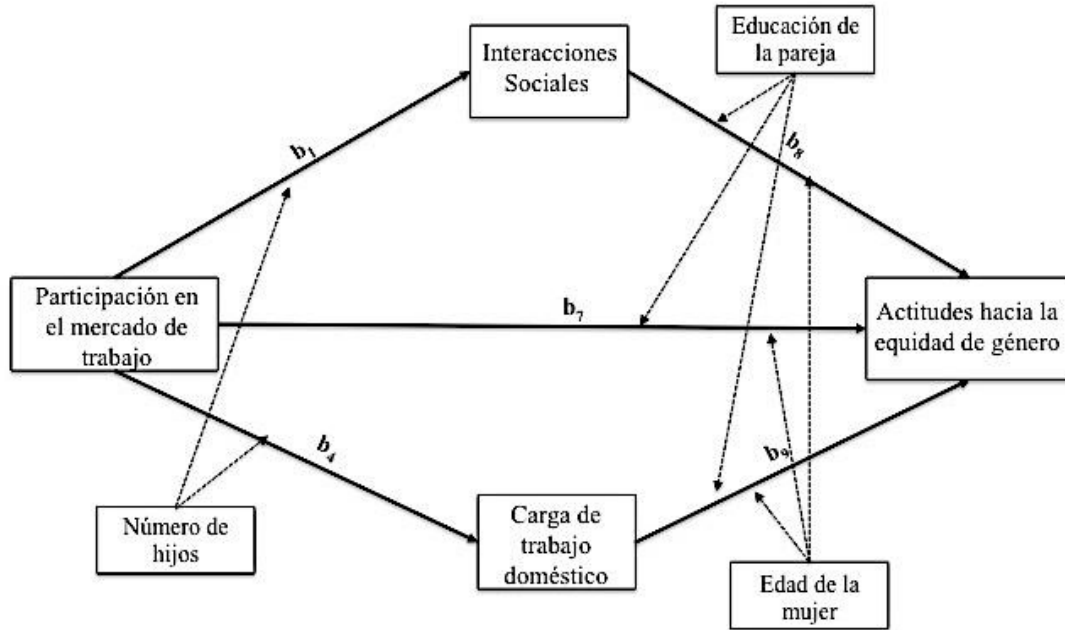 Interacciones
Sociales
Educación de
la pareja
b1
b8
Participación en
el mercado de
trabajo
b7
Actitudes hacia la
equidad de género
b4
b9
Número de
hijos
Carga de
trabajo
doméstico
Edad de la
mujer